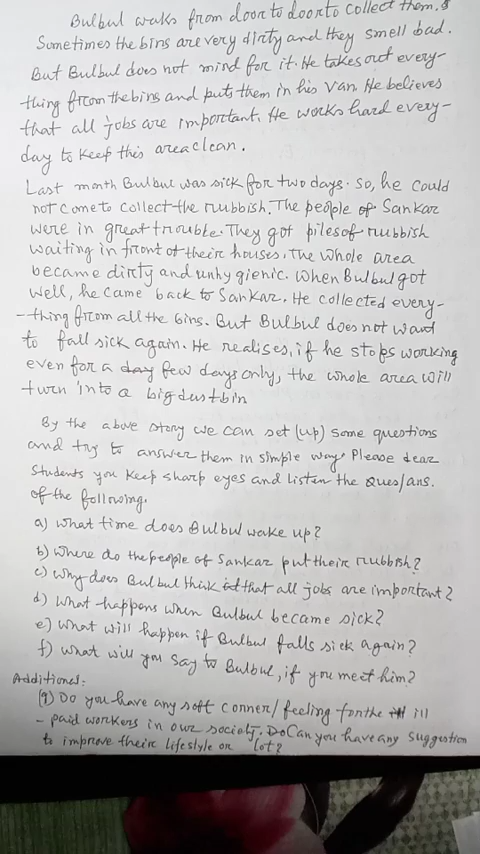 Bulbul walks from door to door to collect them.
Sometimes the bins are very dirty and they smell bad.
But Bulbul does not mind for it. He takes out every-
thing from the bins and puts them in his van. He believes
that all jobs are important. He works hard every-
day to keep this area clean.
Last month Bulbul was sick for two days. So, he could
not come to collect the rubbish. The people of Sankar
were in great trouble. They got piles of rubbish
waiting in front of their houses. The whole area
became dirty and unhygienic. When Bulbul got
well, he came back to Sankar. He collected every-
-thing from all the bins. But Bulbul does not want
to fall sick again. He realises, if he stops working
even for a day few days only, the whole area will
turn into a big dustbin
By the above story we can set (up) some questions
and try to answer them in simple way. Please dear
Students you keep sharp eyes and listen the ques/ans.
of the following.
a) What time does Bulbul wake up?
b) Where do the people of Sankar put their rubbish?
c) Why does Bulbul think that all jobs are important?
d) What happens when Bulbul became sick?
e) What will happen if Bulbul falls sick again?
f) What will you say to Bulbul, if you meet him?
Additional:
(g) Do you have any soft corner/feeling for the ill
- paid workers in our society. Do Can you have any suggestion
to improve their lifestyle or lot?